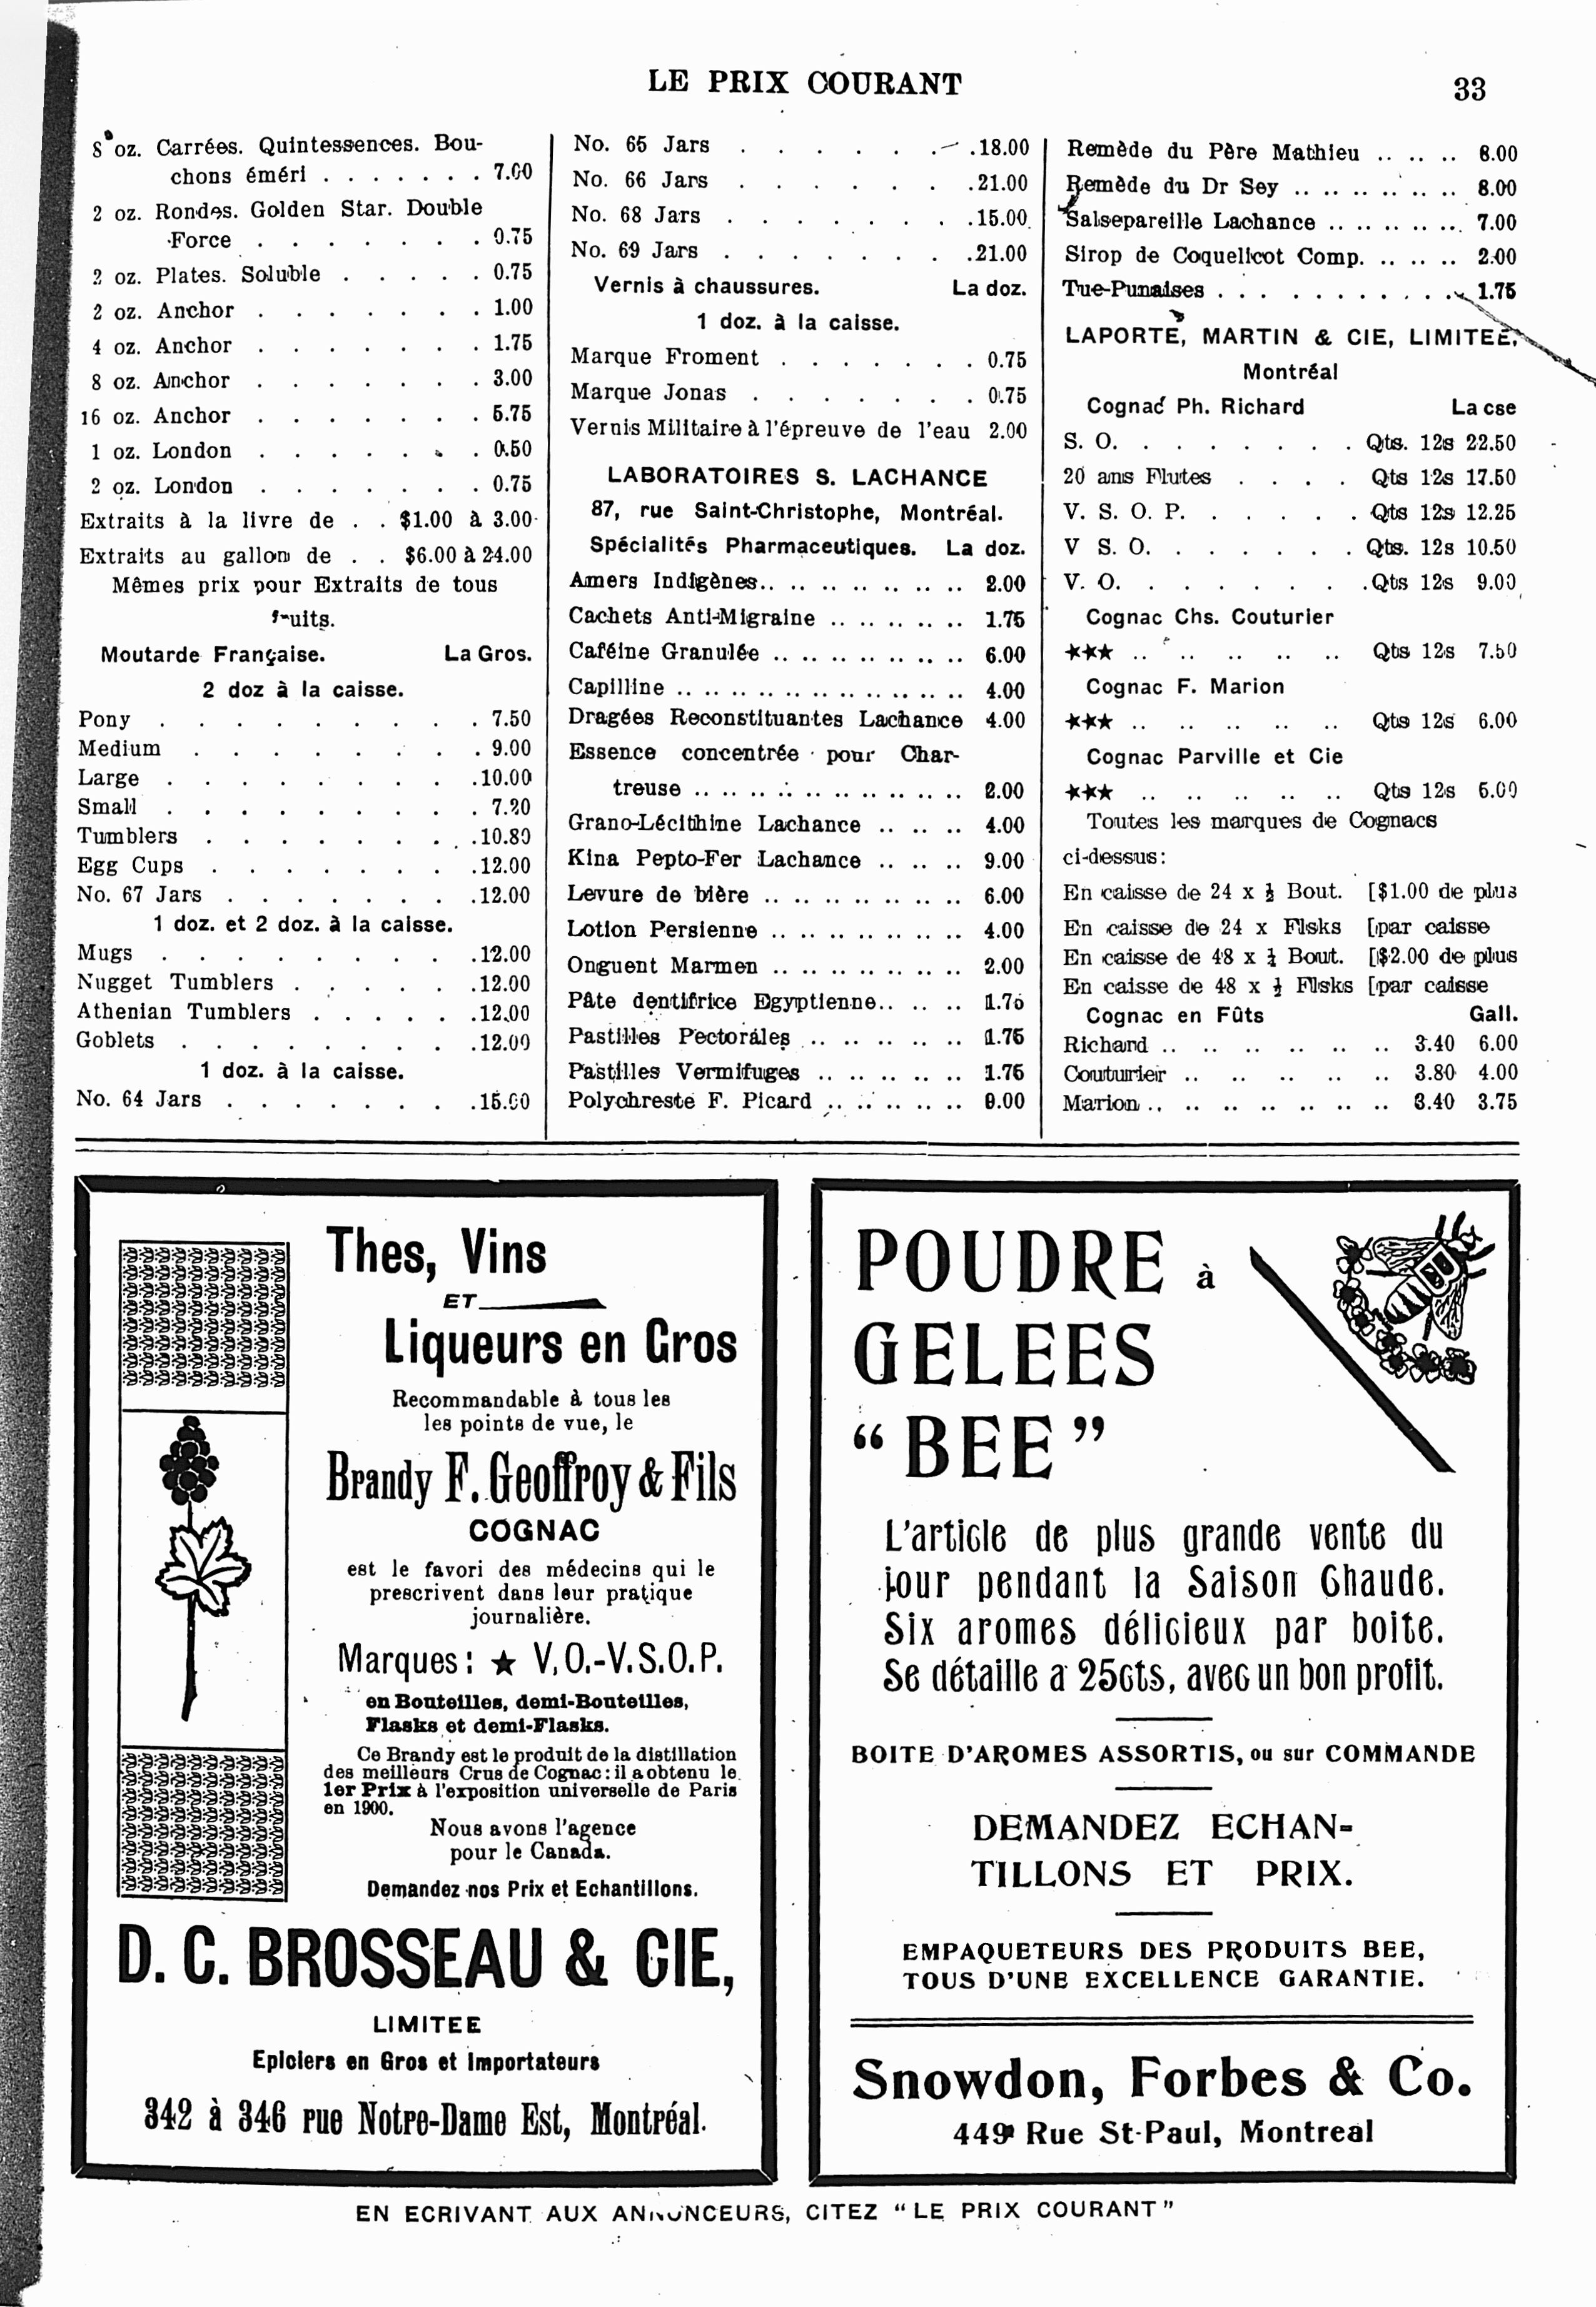 LE PRIX COURANT
33
8 oz. Carrées. Quintessences. Bou-
chons éméri . . . . . . . 7.00
2 oz. Rondes. Golden Star. Double
Force . . . . . . . 0.75
2 oz. Plates. Soluble . . . . . 0.75
2 oz. Anchor . . . . . . . 1.00
4 oz. Anchor . . . . . . . 1.75
8 oz. Anchor . . . . . . . 3.00
16 oz. Anchor . . . . . . . 5.75
1 oz. London . . . . . . . 0.50
2 oz. London . . . . . . . 0.75
Extraits à la livre de . . $1.00 à 3.00
Extraits au gallon de . . $6.00 à 24.00
Mêmes prix pour Extraits de tous
fruits.
Moutarde Française. La Gros.
2 doz à la caisse.
Pony . . . . . . . . . 7.50
Medium . . . . . . . . 9.00
Large . . . . . . . . .10.00
Small . . . . . . . . . 7.20
Tumblers . . . . . . . .10.80
Egg Cups . . . . . . . .12.00
No. 67 Jars . . . . . . .12.00
1 doz. et 2 doz. à la caisse.
Mugs . . . . . . . . .12.00
Nugget Tumblers . . . . . .12.00
Athenian Tumblers . . . . .12.00
Goblets . . . . . . . . .12.00
1 doz. à la caisse.
No. 64 Jars . . . . . . .15.00
No. 65 Jars . . . . . . .18.00
No. 66 Jars . . . . . . .21.00
No. 68 Jars . . . . . . .15.00
No. 69 Jars . . . . . . .21.00
Vernis à chaussures. La doz.
1 doz. à la caisse.
Marque Froment . . . . . . 0.75
Marque Jonas . . . . . . . 0.75
Vernis Militaire à l'épreuve de l'eau 2.00
LABORATOIRES S. LACHANCE
87, rue Saint-Christophe, Montréal.
Spécialités Pharmaceutiques. La doz.
Amers Indigènes.. .. .. .. .. .. 2.00
Cachets Anti-Migraine .. .. .. .. 1.75
Caféine Granulée .. .. .. .. .. .. 6.00
Capilline .. .. .. .. .. .. .. .. .. 4.00
Dragées Reconstituantes Lachance 4.00
Essence concentrée pour Char-
treuse .. .. .. .. .. .. .. .. .. 2.00
Grano-Lécithine Lachance .. .. .. 4.00
Kina Pepto-Fer Lachance .. .. .. 9.00
Levure de bière .. .. .. .. .. .. 6.00
Lotion Persienne .. .. .. .. .. .. 4.00
Onguent Marmen .. .. .. .. .. .. 2.00
Pâte dentifrice Egyptienne.. .. .. 1.75
Pastilles Pectorales .. .. .. .. .. 1.75
Pastilles Vermifuges .. .. .. .. .. 1.75
Polychreste F. Picard .. .. .. .. ..
Remède du Père Mathieu .. .. .. 8.00
Remède du Dr Sey .. .. .. .. .. 8.00
Salsepareille Lachance .. .. .. .. 7.00
Sirop de Coquelicot Comp. .. .. .. 2.00
Tue-Punaises . . . . . . . . . . 1.75
LAPORTE, MARTIN & CIE, LIMITEE,
Montréal
Cognac Ph. Richard La cse
S. O. . . . . . . . Qts. 12s 22.50
20 ans Flutes . . . . Qts 12s 17.50
V. S. O. P. . . . . . Qts 12s 12.25
V S. O. . . . . . . Qts. 12s 10.50
V. O. . . . . . . .Qts 12s 9.00
Cognac Chs. Couturier
★★★ .. .. .. .. .. Qts 12s 7.50
Cognac F. Marion
★★★ .. .. .. .. .. Qts 12s 6.00
Cognac Parville et Cie
★★★ .. .. .. .. .. Qts 12s 5.00
Toutes les marques de Cognacs
ci-dessus:
En caisse de 24 x ½ Bout. [$1.00 de plus
En caisse de 24 x Flsks [par caisse
En caisse de 48 x ¼ Bout. [$2.00 de plus
En caisse de 48 x ½ Flsks [par caisse
Cognac en Fûts Gall.
Richard .. .. .. .. .. .. 3.40 6.00
Couturier .. .. .. .. .. 3.80 4.00
Marion .. .. .. .. .. .. .. 3.40 3.75
Thes, Vins
ET
Liqueurs en Gros
Recommandable à tous les
les points de vue, le
Brandy F. Geoffroy & Fils
COGNAC
est le favori des médecins qui le
prescrivent dans leur pratique
journalière.
Marques: ★ V.O.-V.S.O.P.
en Bouteilles, demi-Bouteilles,
Flasks et demi-Flasks.
Ce Brandy est le produit de la distillation
des meilleurs Crus de Cognac: il a obtenu le
1er Prix à l'exposition universelle de Paris
en 1900.
Nous avons l'agence
pour le Canada.
Demandez nos Prix et Echantillons.
D. C. BROSSEAU & CIE,
LIMITEE
Epiciers en Gros et Importateurs
342 à 346 rue Notre-Dame Est, Montréal.
POUDRE à
GELEES
"BEE"
B
L'article de plus grande vente du
jour pendant la Saison Chaude.
Six aromes délicieux par boite.
Se détaille a 25cts, avec un bon profit.
BOITE D'AROMES ASSORTIS, ou sur COMMANDE
DEMANDEZ ECHAN-
TILLONS ET PRIX.
EMPAQUETEURS DES PRODUITS BEE,
TOUS D'UNE EXCELLENCE GARANTIE.
Snowdon, Forbes & Co.
449 Rue St-Paul, Montreal
EN ECRIVANT AUX ANNONCEURS, CITEZ "LE PRIX COURANT"